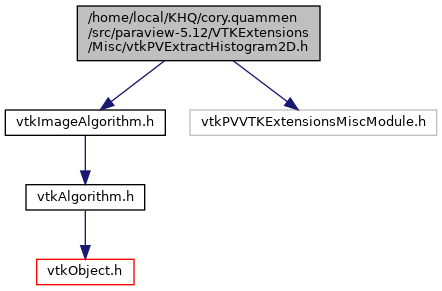 /home/local/KHQ/cory.quammen
/src/paraview-5.12/VTKExtensions
/Misc/vtkPVExtractHistogram2D.h
vtkImageAlgorithm.h
vtkPVVTKExtensionsMiscModule.h
vtkAlgorithm.h
vtkObject.h